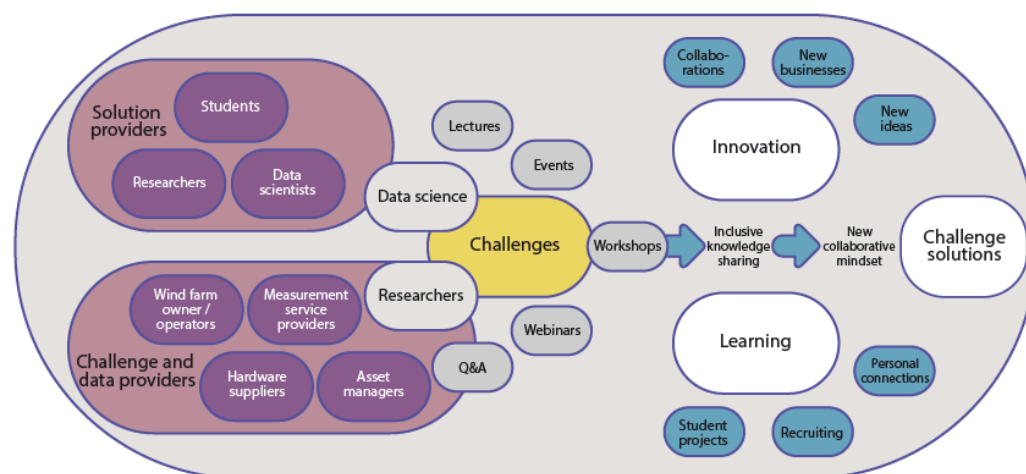 Solution
providers
Students
Researchers
Data
scientists
Data science
Challenge and
data providers
Wind farm
owner /
operators
Measurement
service
providers
Hardware
suppliers
Asset
managers
Researchers
Challenges
Lectures
Events
Workshops
Webinars
Q&A
Inclusive
knowledge
sharing
New
collaborative
mindset
Collabo-
rations
New
businesses
New
ideas
Innovation
Challenge
solutions
Learning
Personal
connections
Student
projects
Recruiting